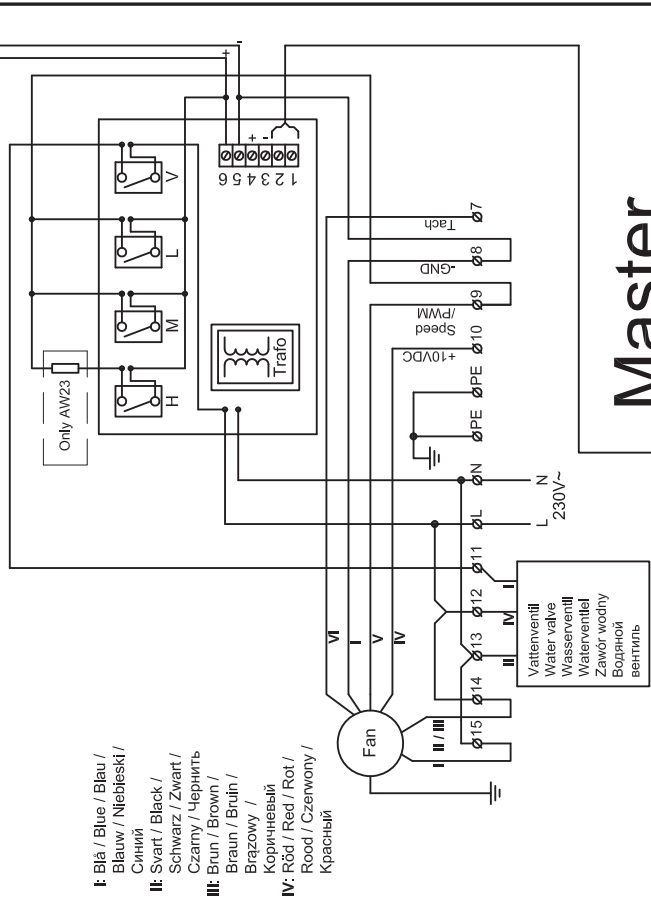 I: Blå / Blue / Blau /
Blauw / Niebieski /
Синий
II: Svart / Black /
Schwarz / Zwart /
Czarny / Чернить
III: Brun / Brown /
Braun / Bruin /
Brązowy /
Коричневый
IV: Röd / Red / Rot /
Rood / Czerwony /
Красный
Only AW23
H
M
L
V
Trafo
+
-
+
-
6 5 4 3 2 1
Fan
VI
I
V
IV
I
II / III
15
14
13
12
11
L
N
PE
PE
10
9
8
7
+10VDC
Speed
/PWM
-GND
Tach
L
N
230V~
II
IV
I
Vattenventil
Water valve
Wasserventil
Waterventiel
Zawór wodny
Водяной
вентиль
Master